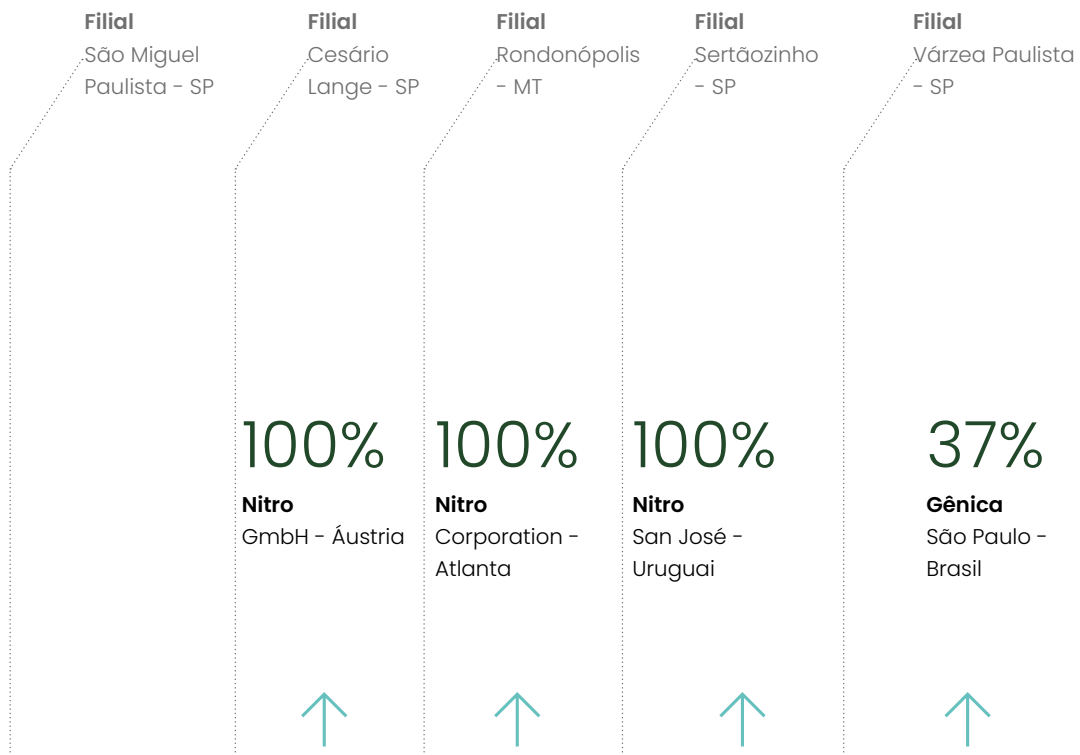 Filial
São Miguel
Paulista - SP
Filial
Cesário
Lange - SP
Filial
Rondonópolis
- MT
Filial
Sertãozinho
- SP
Filial
Várzea Paulista
- SP
100%
Nitro
GmbH - Áustria
100%
Nitro
Corporation -
Atlanta
100%
Nitro
San José -
Uruguai
37%
Gênica
São Paulo -
Brasil